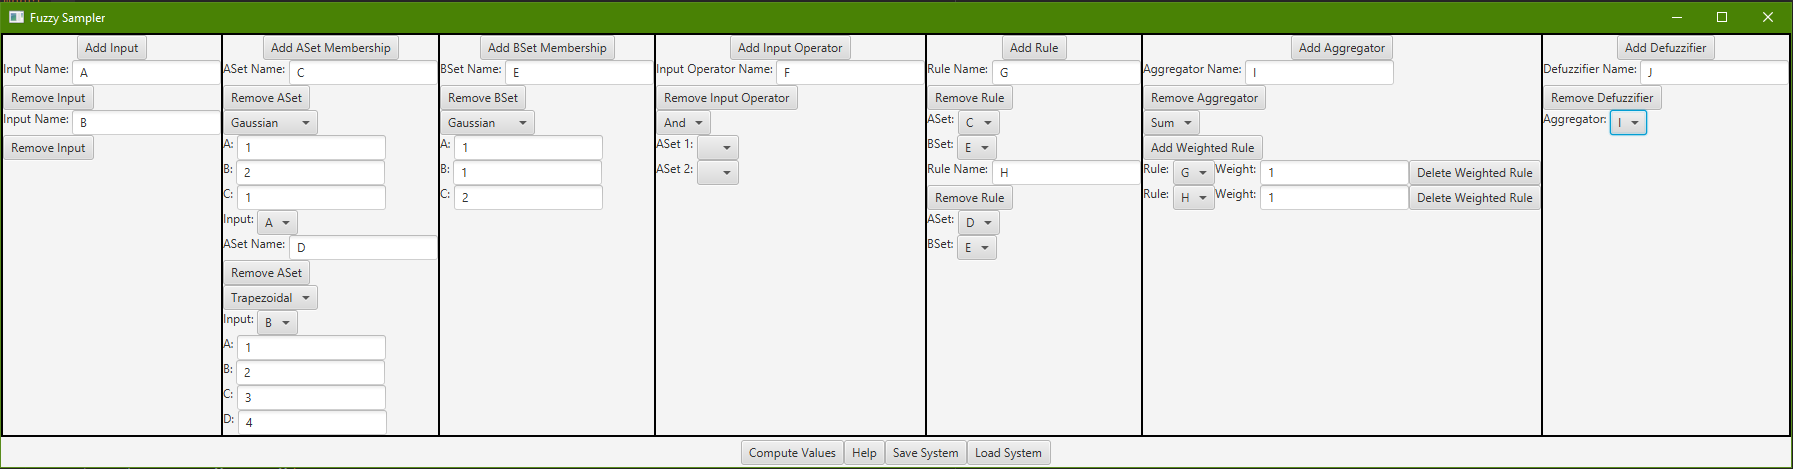 Fuzzy Sampler
Add Input
Input Name: A
Remove Input
Input Name: B
Remove Input
Add ASet Membership
ASet Name: C
Remove ASet
Gaussian
A: 1
B: 2
C: 1
Input: A
ASet Name: D
Remove ASet
Trapezoidal
Input: B
A: 1
B: 2
C: 3
D: 4
Add BSet Membership
BSet Name: E
Remove BSet
Gaussian
A: 1
B: 1
C: 2
Add Input Operator
Input Operator Name: F
Remove Input Operator
And
ASet 1:
ASet 2:
Add Rule
Rule Name: G
Remove Rule
ASet: C
BSet: E
Rule Name: H
Remove Rule
ASet: D
BSet: E
Add Aggregator
Aggregator Name: I
Remove Aggregator
Sum
Add Weighted Rule
Rule: G Weight: 1 Delete Weighted Rule
Rule: H Weight: 1 Delete Weighted Rule
Add Defuzzifier
Defuzzifier Name: J
Remove Defuzzifier
Aggregator: I
Compute Values Help Save System Load System